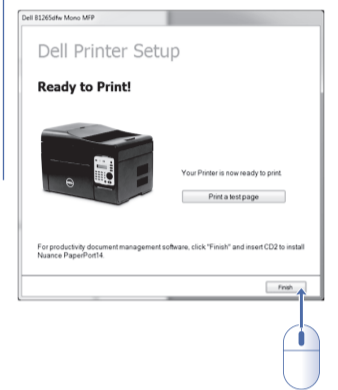 Dell B1265dfw Mono MFP
Dell Printer Setup
Ready to Print!
Your Printer is now ready to print.
Print a test page
For productivity document management software, click "Finish" and insert CD2 to install
Nuance PaperPort14.
Finish